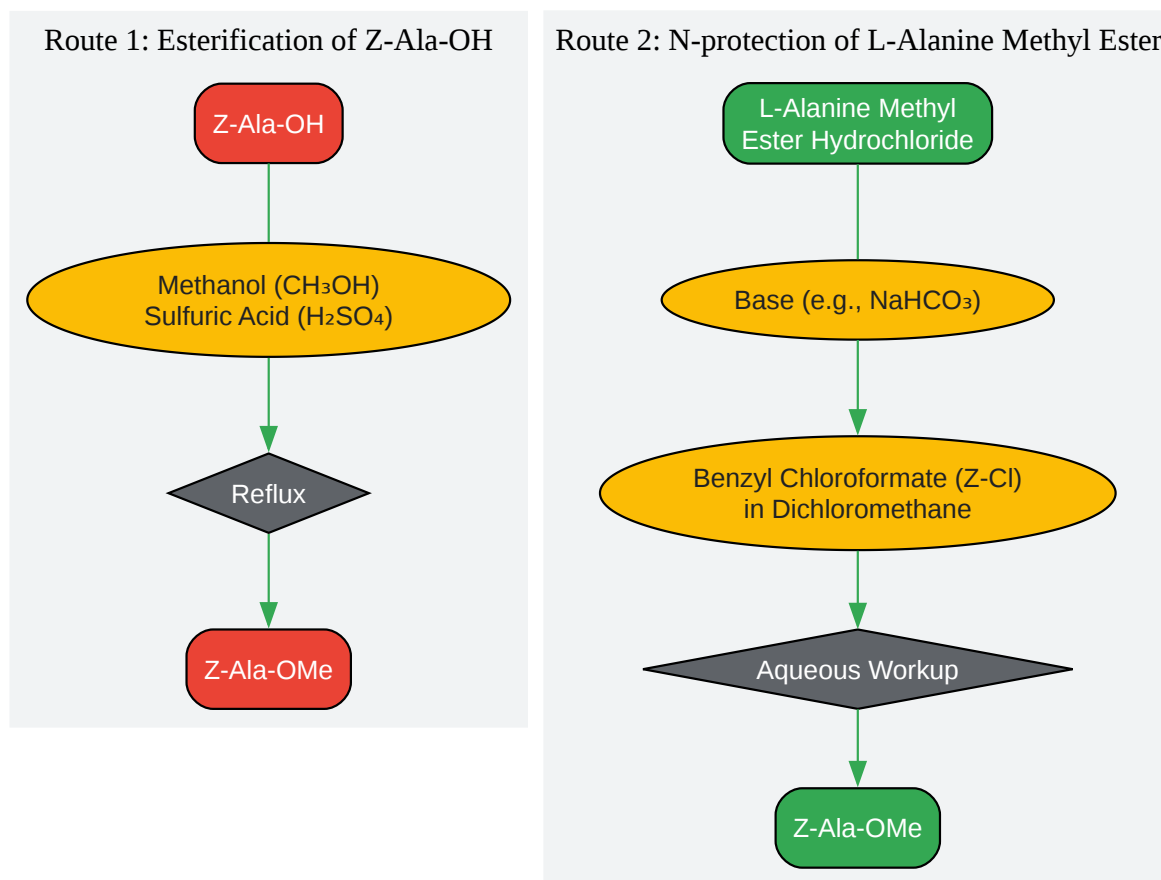 Route 1: Esterification of Z-Ala-OH
Z-Ala-OH
Methanol (CH₃OH)
Sulfuric Acid (H₂SO₄)
Reflux
Z-Ala-OMe
Route 2: N-protection of L-Alanine Methyl Ester
L-Alanine Methyl
Ester Hydrochloride
Base (e.g., NaHCO₃)
Benzyl Chloroformate (Z-Cl)
in Dichloromethane
Aqueous Workup
Z-Ala-OMe